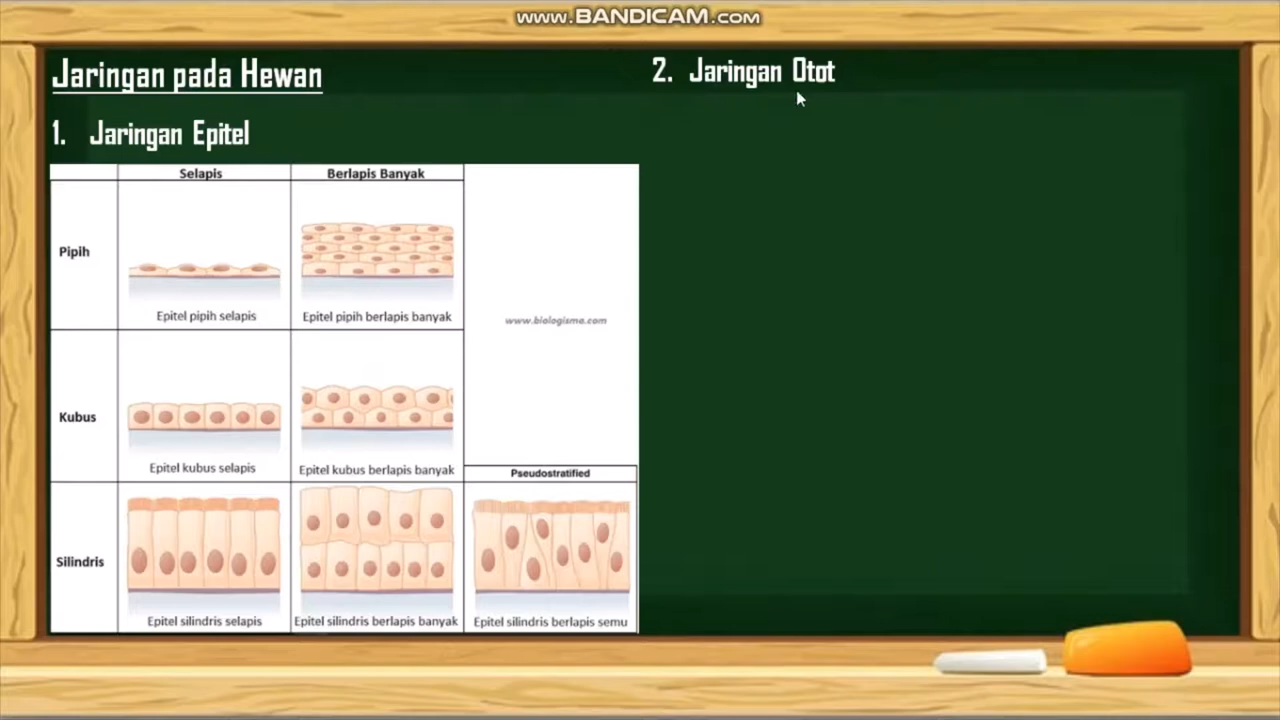 www.BANDICAM.com
Jaringan pada Hewan
1. Jaringan Epitel
Selapis
Berlapis Banyak
Pipih
Epitel pipih selapis
Epitel pipih berlapis banyak
www.biologisma.com
Kubus
Epitel kubus selapis
Epitel kubus berlapis banyak
Pseudostratified
Silindris
Epitel silindris selapis
Epitel silindris berlapis banyak
Epitel silindris berlapis semu
2. Jaringan Otot